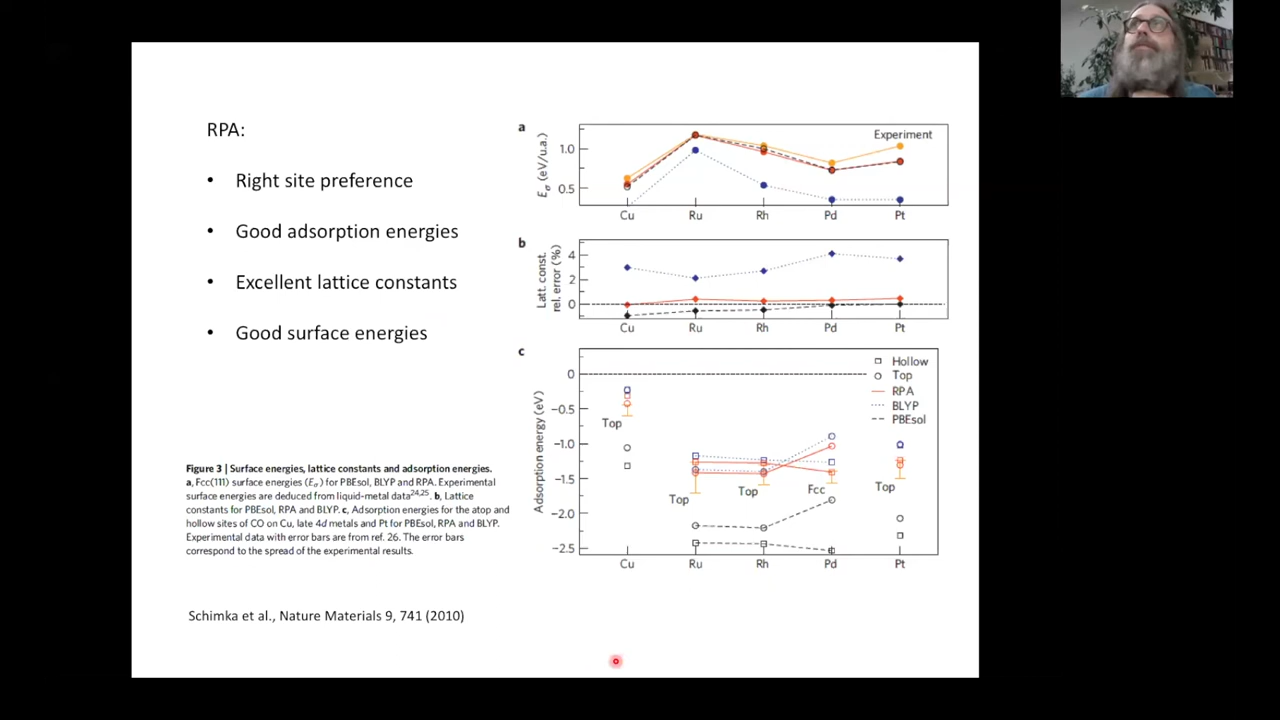 RPA:
• Right site preference
• Good adsorption energies
• Excellent lattice constants
• Good surface energies
a
Experiment
1.0
0.5
Eσ (eV/u.a.)
Cu Ru Rh Pd Pt
b
4
2
0
Latt. const.
rel. error (%)
Cu Ru Rh Pd Pt
c
Hollow
Top
RPA
BLYP
PBEsol
0
−0.5
−1.0
−1.5
−2.0
−2.5
Adsorption energy (eV)
Top
Top
Top
Fcc
Top
Cu Ru Rh Pd Pt
Figure 3 | Surface energies, lattice constants and adsorption energies.
a, Fcc(111) surface energies (Eσ) for PBEsol, BLYP and RPA. Experimental
surface energies are deduced from liquid-metal data24,25. b, Lattice
constants for PBEsol, RPA and BLYP. c, Adsorption energies for the atop and
hollow sites of CO on Cu, late 4d metals and Pt for PBEsol, RPA and BLYP.
Experimental data with error bars are from ref. 26. The error bars
correspond to the spread of the experimental results.
Schimka et al., Nature Materials 9, 741 (2010)